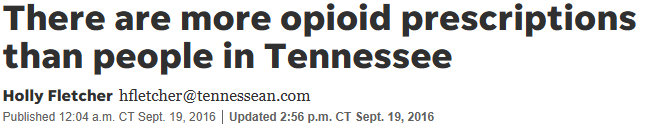 There are more opioid prescriptions
than people in Tennessee
Holly Fletcher hfletcher@tennessean.com
Published 12:04 a.m. CT Sept. 19, 2016 | Updated 2:56 p.m. CT Sept. 19, 2016